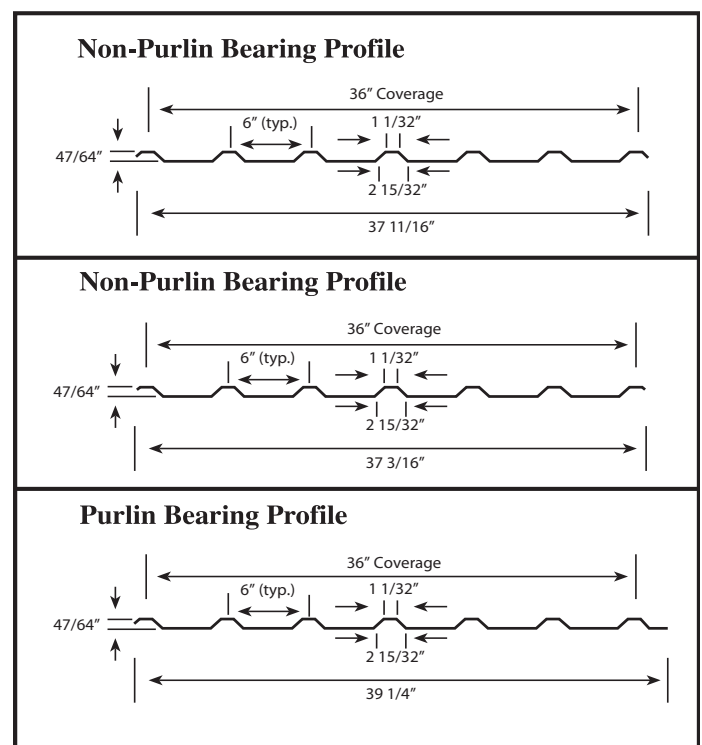 Non-Purlin Bearing Profile
36″ Coverage
6″ (typ.)
1 1/32″
47/64″
2 15/32″
37 11/16″
Non-Purlin Bearing Profile
36″ Coverage
6″ (typ.)
1 1/32″
47/64″
2 15/32″
37 3/16″
Purlin Bearing Profile
36″ Coverage
6″ (typ.)
1 1/32″
47/64″
2 15/32″
39 1/4″